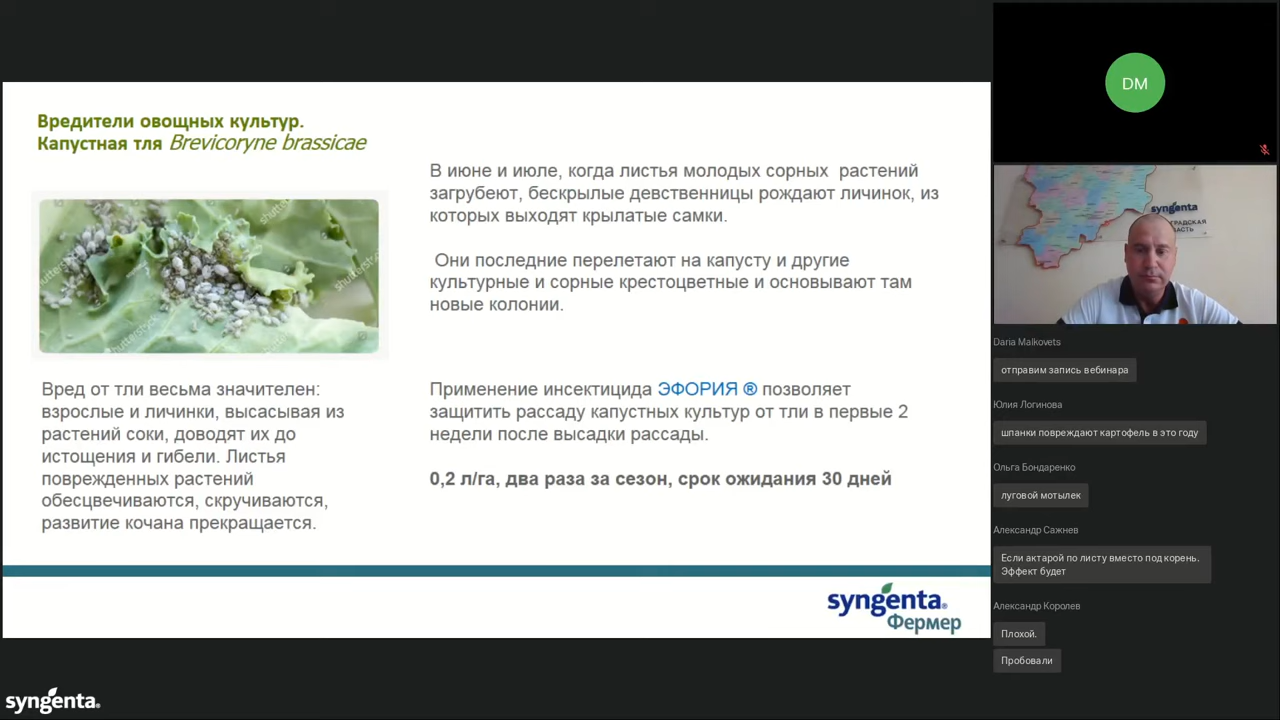 Вредители овощных культур.
Капустная тля Brevicoryne brassicae
В июне и июле, когда листья молодых сорных растений
загрубеют, бескрылые девственницы рождают личинок, из
которых выходят крылатые самки.
Они последние перелетают на капусту и другие
культурные и сорные крестоцветные и основывают там
новые колонии.
Вред от тли весьма значителен:
взрослые и личинки, высасывая из
растений соки, доводят их до
истощения и гибели. Листья
поврежденных растений
обесцвечиваются, скручиваются,
развитие кочана прекращается.
Применение инсектицида ЭФОРИЯ ® позволяет
защитить рассаду капустных культур от тли в первые 2
недели после высадки рассады.
0,2 л/га, два раза за сезон, срок ожидания 30 дней
syngenta®
Фермер
syngenta®
DM
syngenta
Daria Malkovets
отправим запись вебинара
Юлия Логинова
шпанки повреждают картофель в это году
Ольга Бондаренко
луговой мотылек
Александр Сажнев
Если актарой по листу вместо под корень.
Эффект будет
Александр Королев
Плохой.
Пробовали